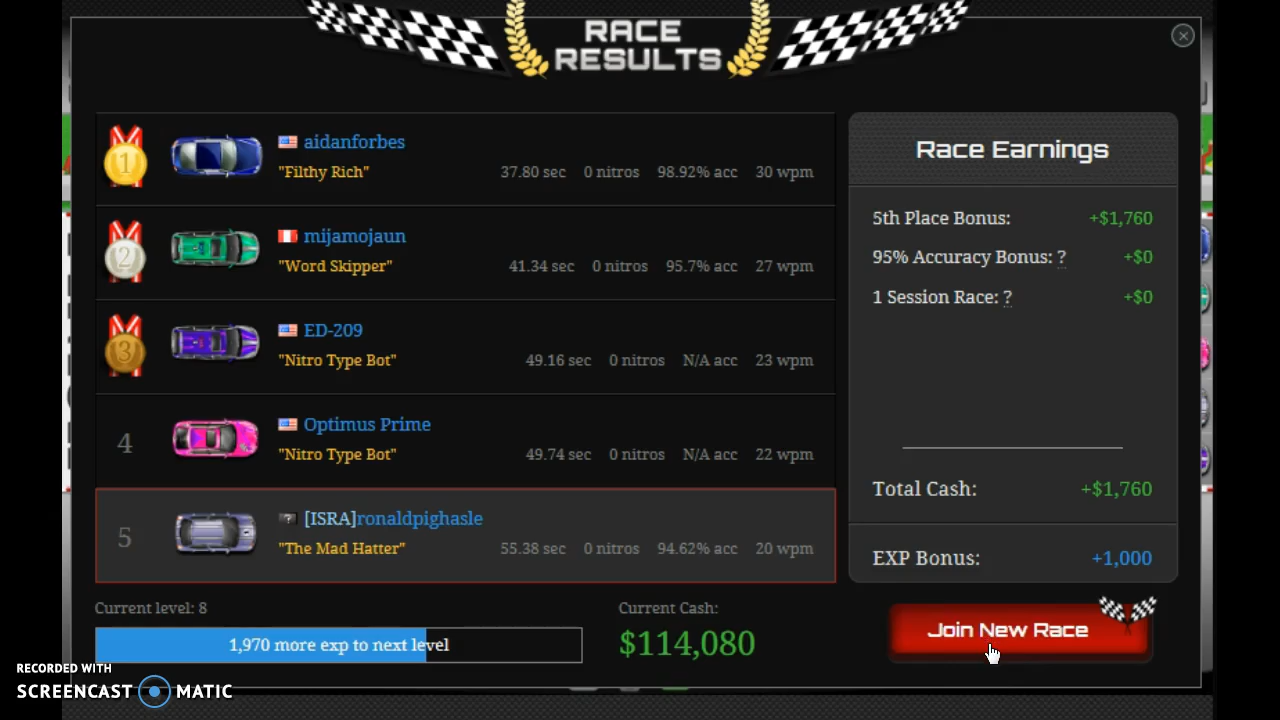 RACE
RESULTS
1
aidanforbes
"Filthy Rich" 37.80 sec 0 nitros 98.92% acc 30 wpm
2
mijamojaun
"Word Skipper" 41.34 sec 0 nitros 95.7% acc 27 wpm
3
ED-209
"Nitro Type Bot" 49.16 sec 0 nitros N/A acc 23 wpm
4
Optimus Prime
"Nitro Type Bot" 49.74 sec 0 nitros N/A acc 22 wpm
5
? [ISRA]ronaldpighasle
"The Mad Hatter" 55.38 sec 0 nitros 94.62% acc 20 wpm
Race Earnings
5th Place Bonus: +$1,760
95% Accuracy Bonus: ? +$0
1 Session Race: ? +$0
Total Cash: +$1,760
EXP Bonus: +1,000
Current level: 8
1,970 more exp to next level
Current Cash:
$114,080
Join New Race
RECORDED WITH
SCREENCAST MATIC